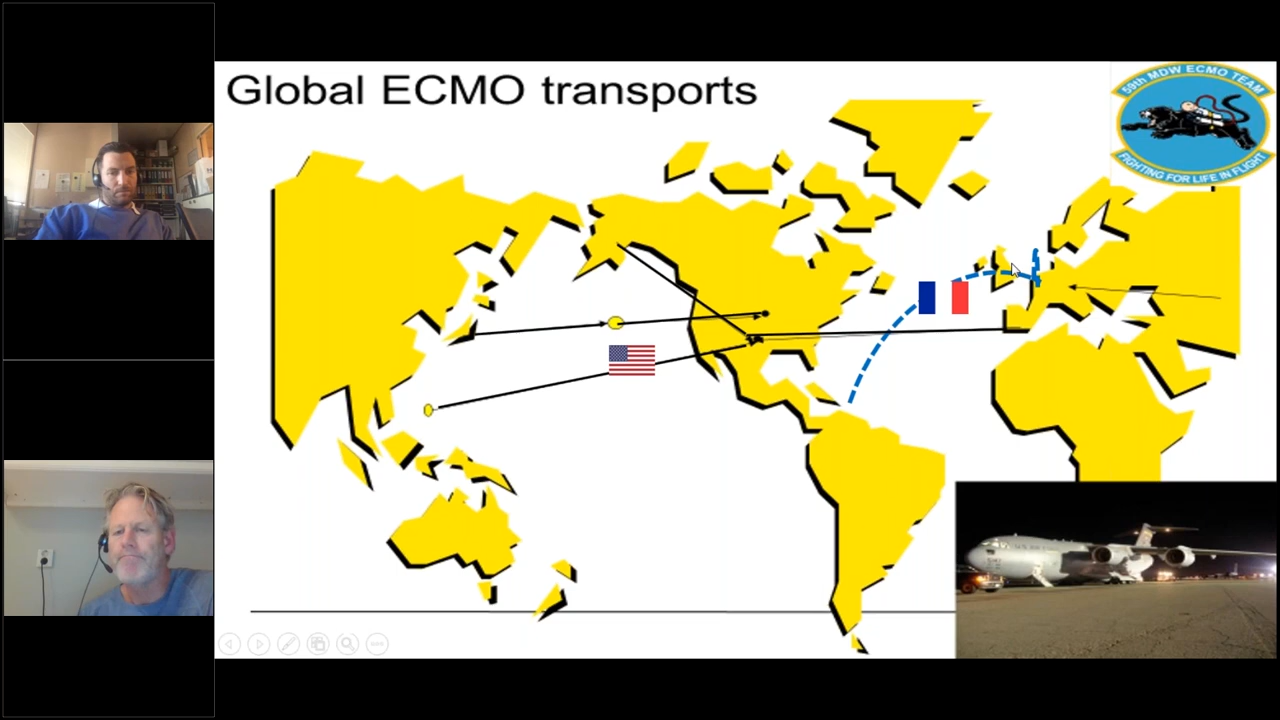 Global ECMO transports
59th MDW ECMO TEAM
FIGHTING FOR LIFE IN FLIGHT